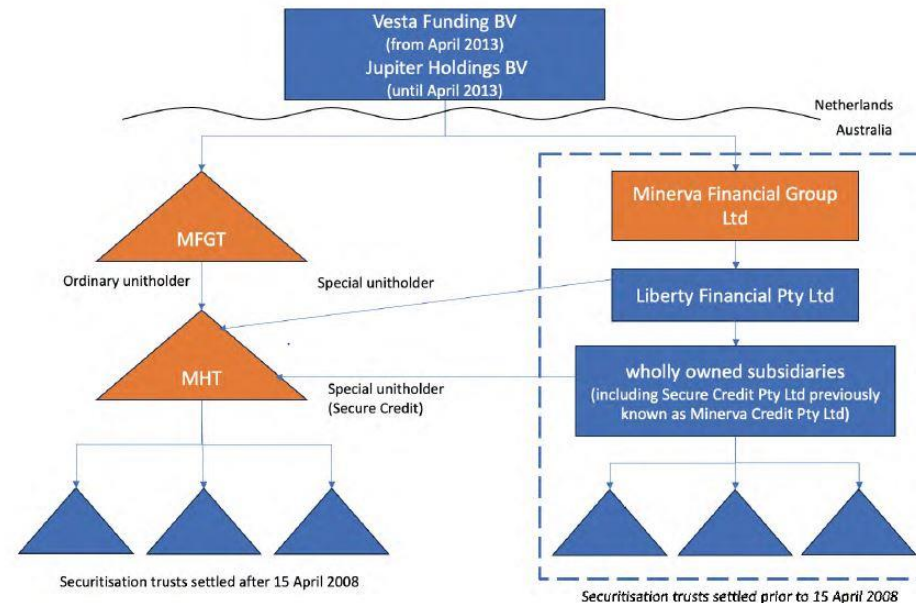 Vesta Funding BV
(from April 2013)
Jupiter Holdings BV
(until April 2013)
Netherlands
Australia
MFGT
Minerva Financial Group
Ltd
Ordinary unitholder
Special unitholder
Liberty Financial Pty Ltd
MHT
Special unitholder
(Secure Credit)
wholly owned subsidiaries
(including Secure Credit Pty Ltd previously
known as Minerva Credit Pty Ltd)
Securitisation trusts settled after 15 April 2008
Securitisation trusts settled prior to 15 April 2008